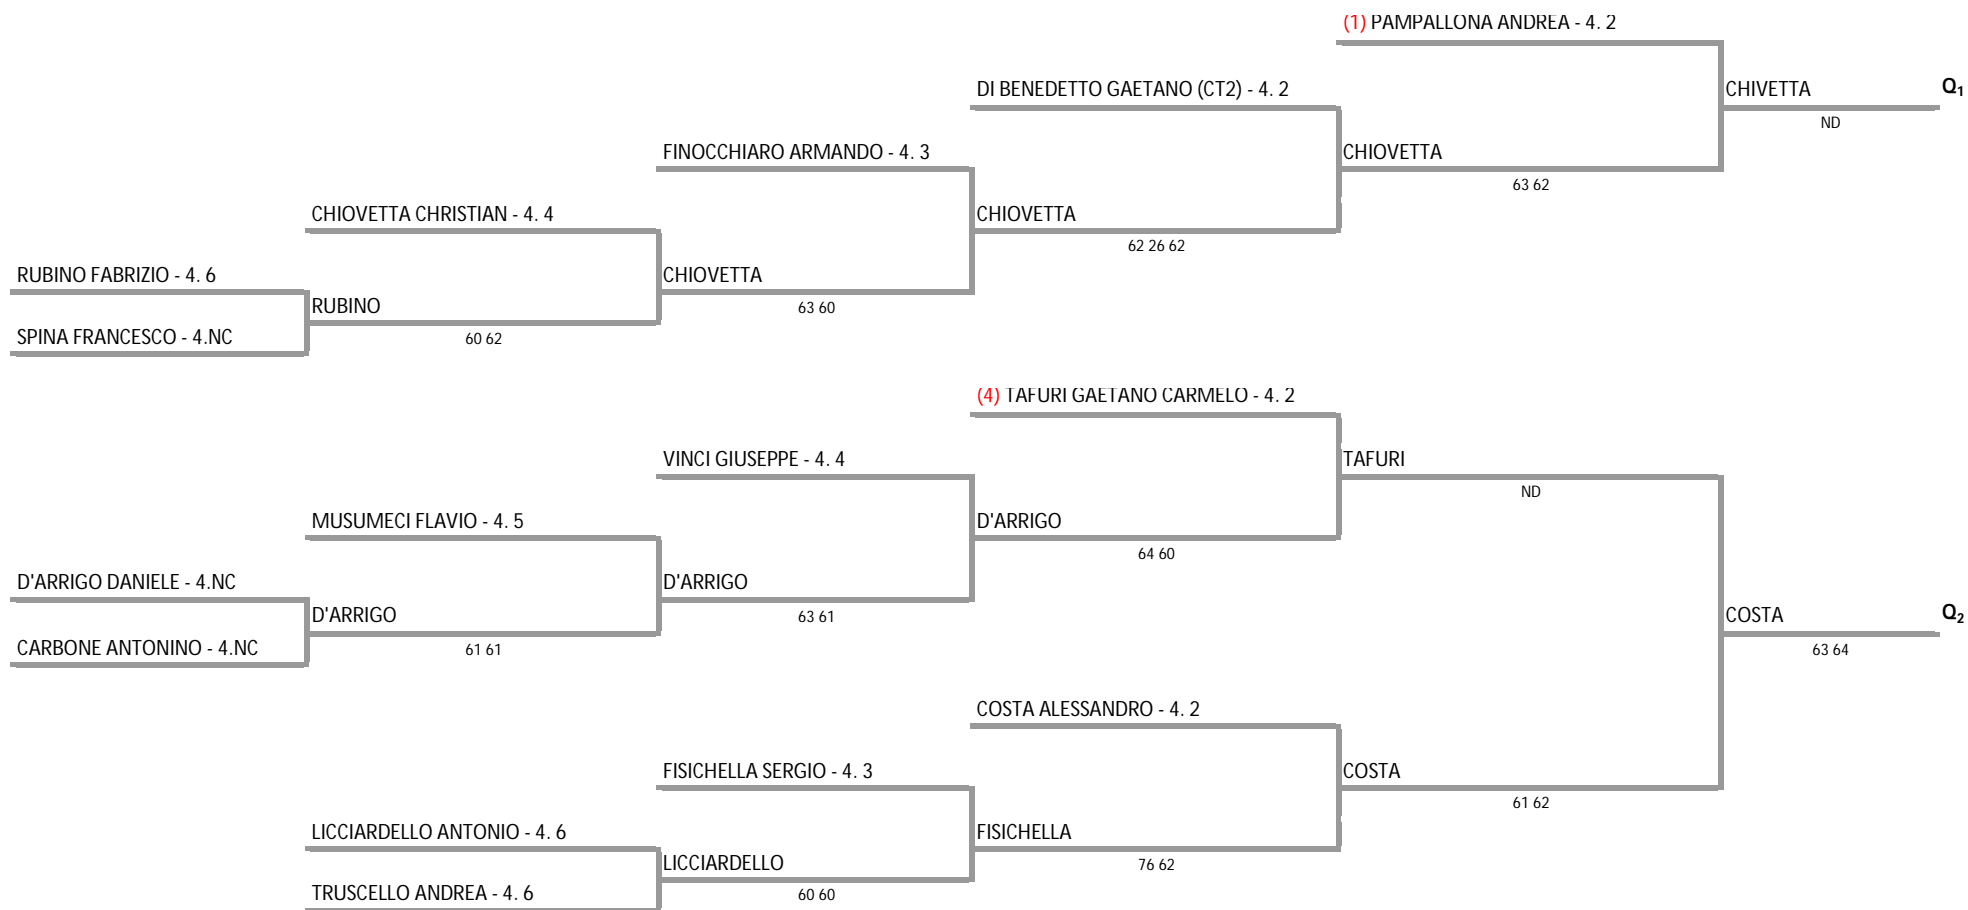 (1) PAMPALLONA ANDREA - 4. 2
DI BENEDETTO GAETANO (CT2) - 4. 2
CHIVETTA
Q1
ND
FINOCCHIARO ARMANDO - 4. 3
CHIOVETTA
63 62
CHIOVETTA CHRISTIAN - 4. 4
CHIOVETTA
62 26 62
RUBINO FABRIZIO - 4. 6
CHIOVETTA
RUBINO
63 60
SPINA FRANCESCO - 4.NC
60 62
(4) TAFURI GAETANO CARMELO - 4. 2
VINCI GIUSEPPE - 4. 4
TAFURI
ND
MUSUMECI FLAVIO - 4. 5
D'ARRIGO
64 60
D'ARRIGO DANIELE - 4.NC
D'ARRIGO
D'ARRIGO
63 61
COSTA
Q2
CARBONE ANTONINO - 4.NC
61 61
63 64
COSTA ALESSANDRO - 4. 2
FISICHELLA SERGIO - 4. 3
COSTA
61 62
LICCIARDELLO ANTONIO - 4. 6
FISICHELLA
LICCIARDELLO
76 62
TRUSCELLO ANDREA - 4. 6
60 60